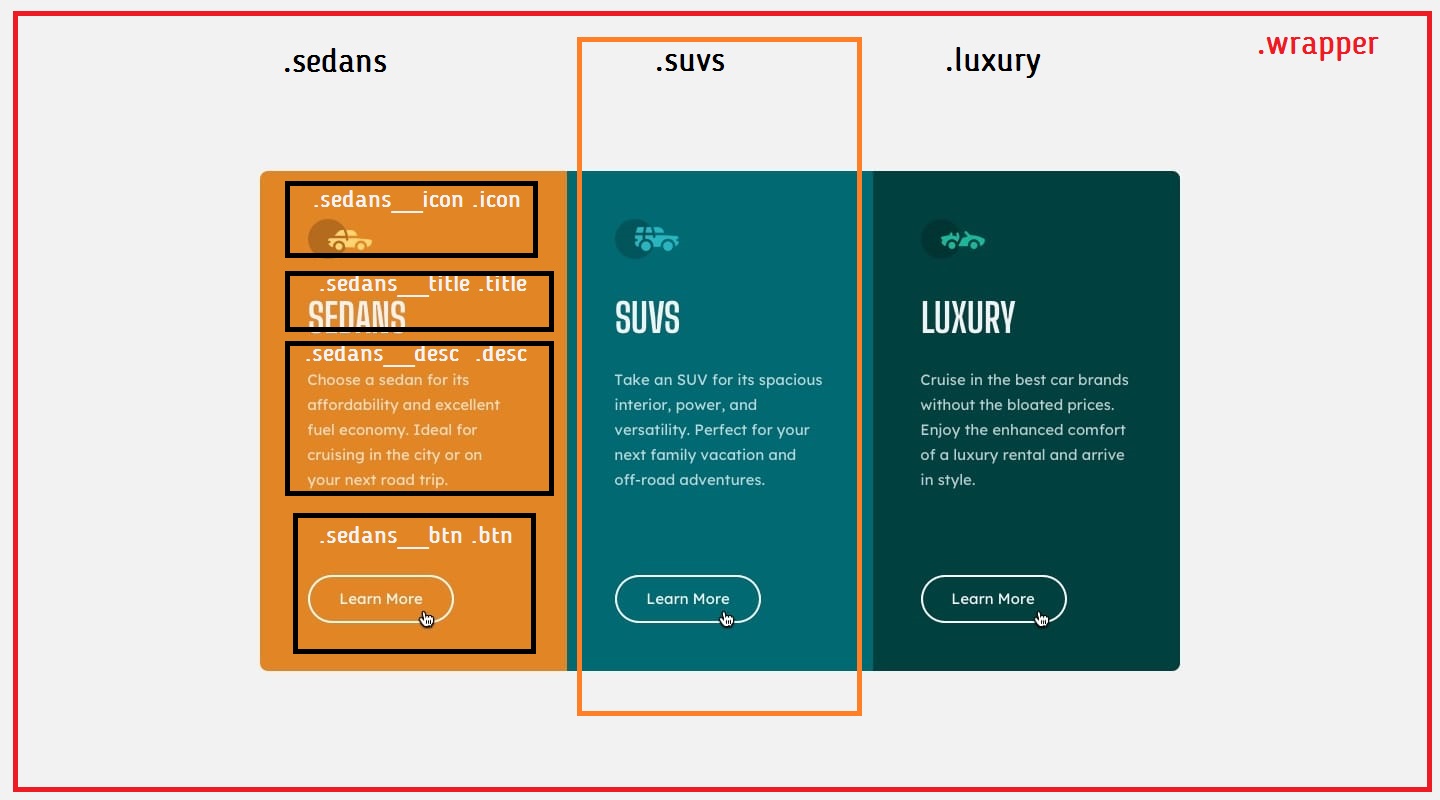 .wrapper
.sedans
.suvs
.luxury
.sedans__icon .icon
.sedans__title .title
SEDANS
.sedans__desc .desc
Choose a sedan for its
affordability and excellent
fuel economy. Ideal for
cruising in the city or on
your next road trip.
.sedans__btn .btn
Learn More
SUVS
Take an SUV for its spacious
interior, power, and
versatility. Perfect for your
next family vacation and
off-road adventures.
Learn More
LUXURY
Cruise in the best car brands
without the bloated prices.
Enjoy the enhanced comfort
of a luxury rental and arrive
in style.
Learn More